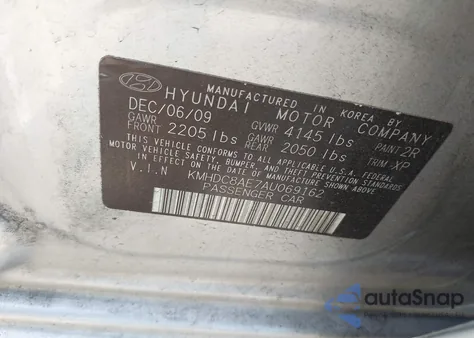 MANUFACTURED IN KOREA BY
HYUNDAI MOTOR COMPANY
DEC/06/09 GVWR 4145 lbs PAINT 2R
GAWR FRONT 2205 lbs GAWR REAR 2050 lbs TRIM XP
THIS VEHICLE CONFORMS TO ALL APPLICABLE U.S.A. FEDERAL
MOTOR VEHICLE SAFETY, BUMPER, AND THEFT PREVENTION STANDARDS
IN EFFECT ON THE DATE OF MANUFACTURE SHOWN ABOVE.
V.I.N KMHDC8AE7AU069162
PASSENGER CAR
autoSnap